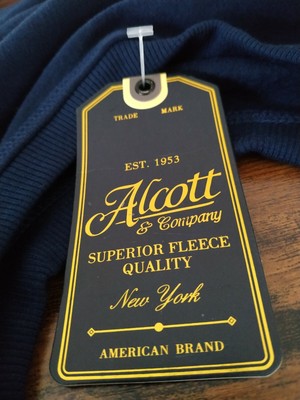 TRADE MARK
EST. 1953
Alcott
& Company
SUPERIOR FLEECE
QUALITY
New York
AMERICAN BRAND